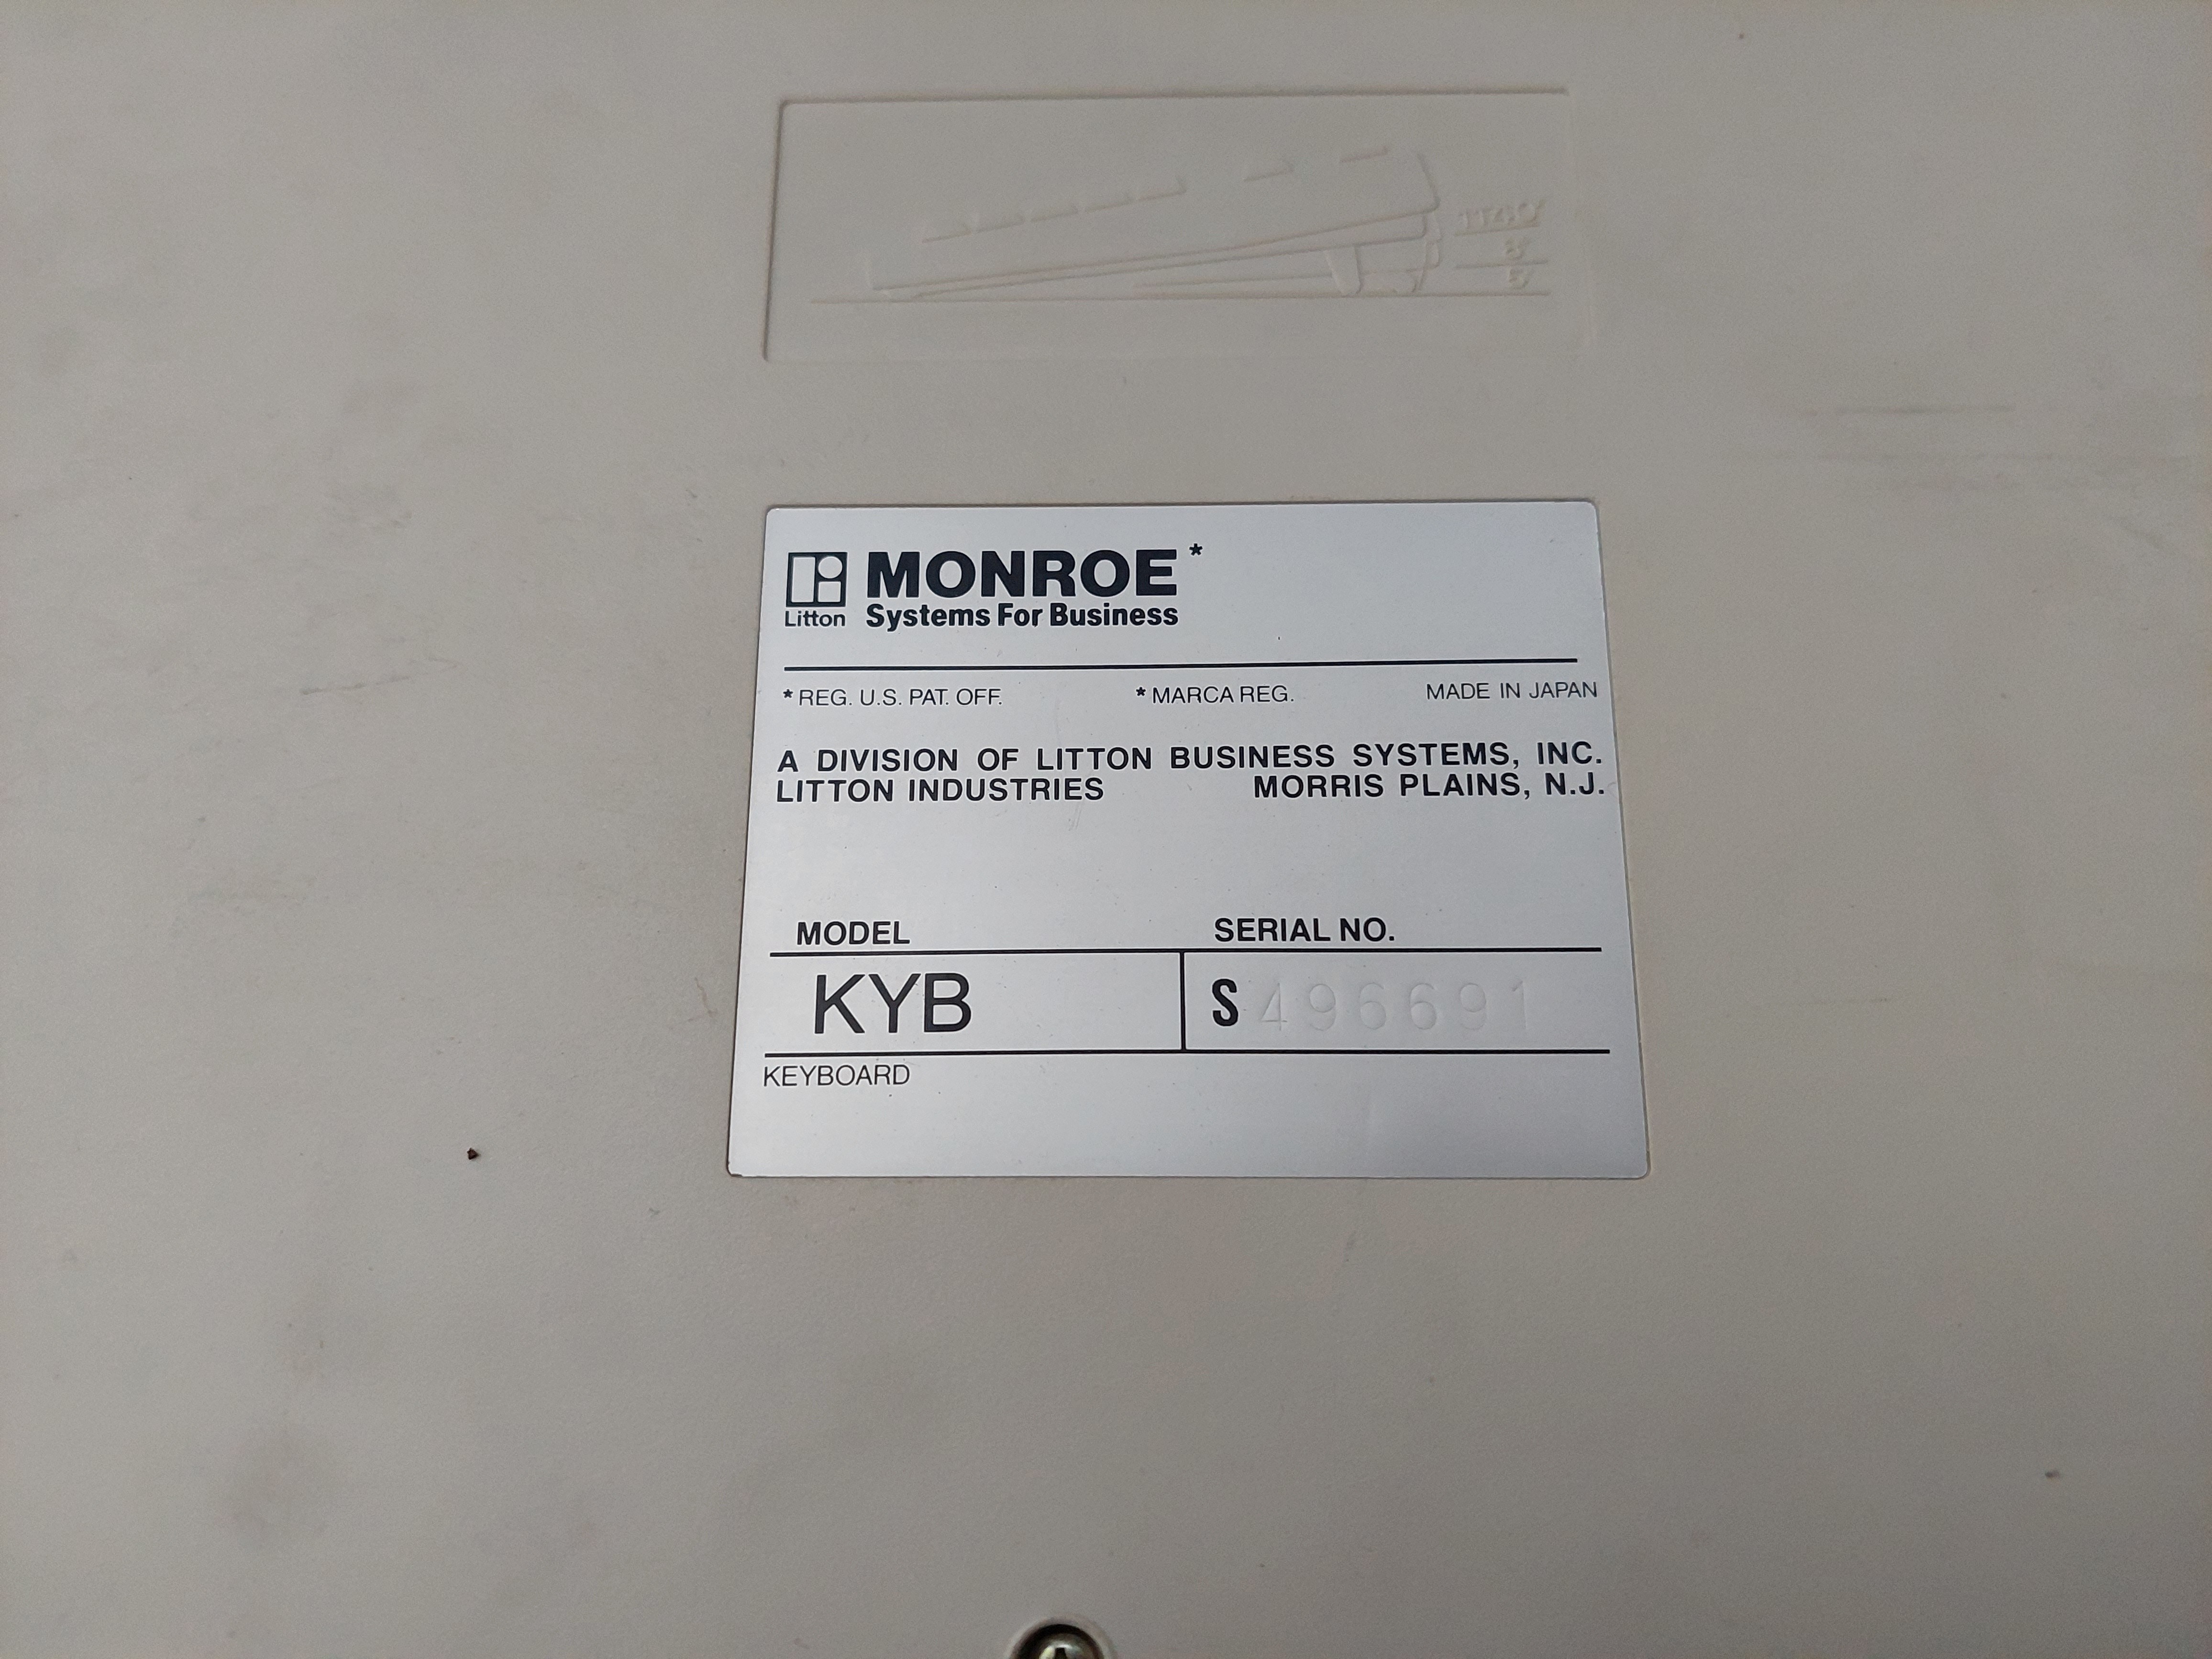 MONROE*
Litton Systems For Business
* REG. U.S. PAT. OFF. * MARCA REG. MADE IN JAPAN
A DIVISION OF LITTON BUSINESS SYSTEMS, INC.
LITTON INDUSTRIES MORRIS PLAINS, N.J.
MODEL SERIAL NO.
KYB S 496691
KEYBOARD